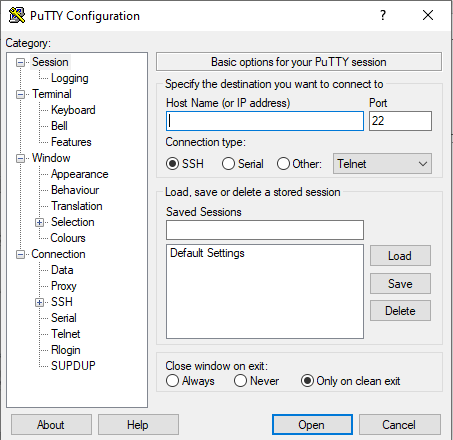 PuTTY Configuration
?
Category:
Session
Logging
Terminal
Keyboard
Bell
Features
Window
Appearance
Behaviour
Translation
Selection
Colours
Connection
Data
Proxy
SSH
Serial
Telnet
Rlogin
SUPDUP
Basic options for your PuTTY session
Specify the destination you want to connect to
Host Name (or IP address) Port
22
Connection type:
SSH Serial Other: Telnet
Load, save or delete a stored session
Saved Sessions
Default Settings
Load
Save
Delete
Close window on exit:
Always Never Only on clean exit
About Help Open Cancel